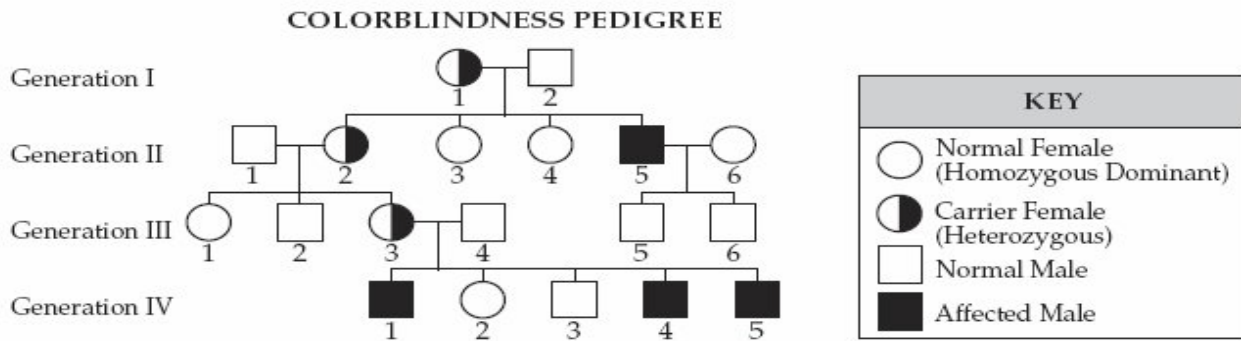 COLORBLINDNESS PEDIGREE
Generation I
1 2
Generation II
1 2 3 4 5 6
Generation III
1 2 3 4 5 6
Generation IV
1 2 3 4 5
KEY
Normal Female
(Homozygous Dominant)
Carrier Female
(Heterozygous)
Normal Male
Affected Male